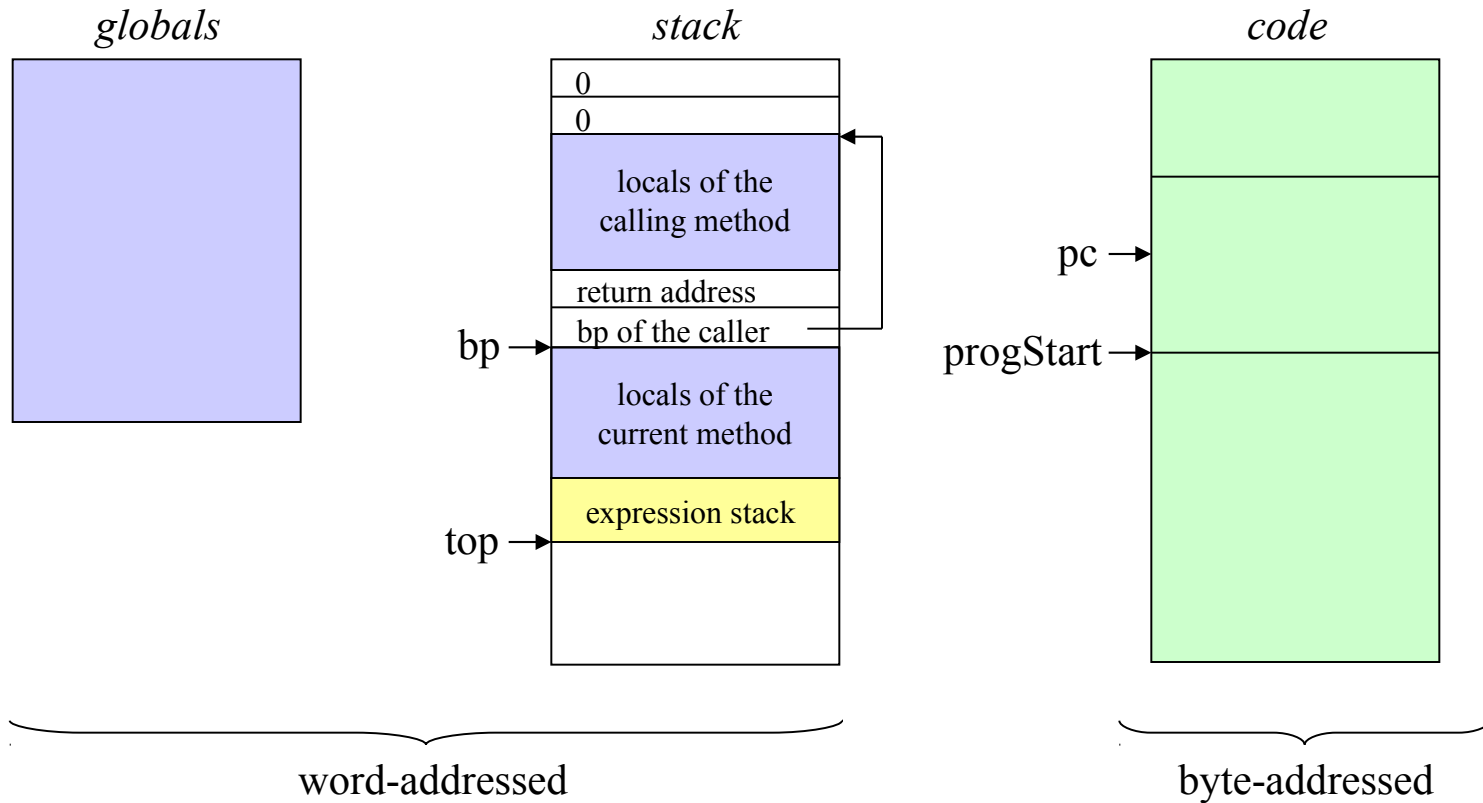 globals
stack
code
0
0
locals of the
calling method
return address
bp of the caller
bp
locals of the
current method
expression stack
top
pc
progStart
word-addressed
byte-addressed